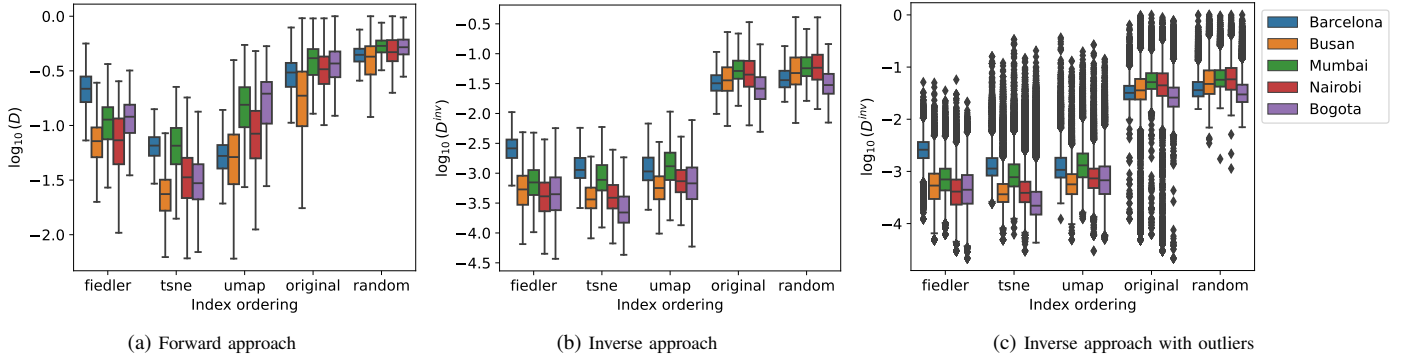 0.0
−0.5
−1.0
−1.5
−2.0
log₁₀(D)
fiedler tsne umap original random
Index ordering
(a) Forward approach
−0.5
−1.0
−1.5
−2.0
−2.5
−3.0
−3.5
−4.0
−4.5
log₁₀(Dⁱⁿᵛ)
fiedler tsne umap original random
Index ordering
(b) Inverse approach
0
−1
−2
−3
−4
log₁₀(Dⁱⁿᵛ)
fiedler tsne umap original random
Index ordering
(c) Inverse approach with outliers
Barcelona
Busan
Mumbai
Nairobi
Bogota